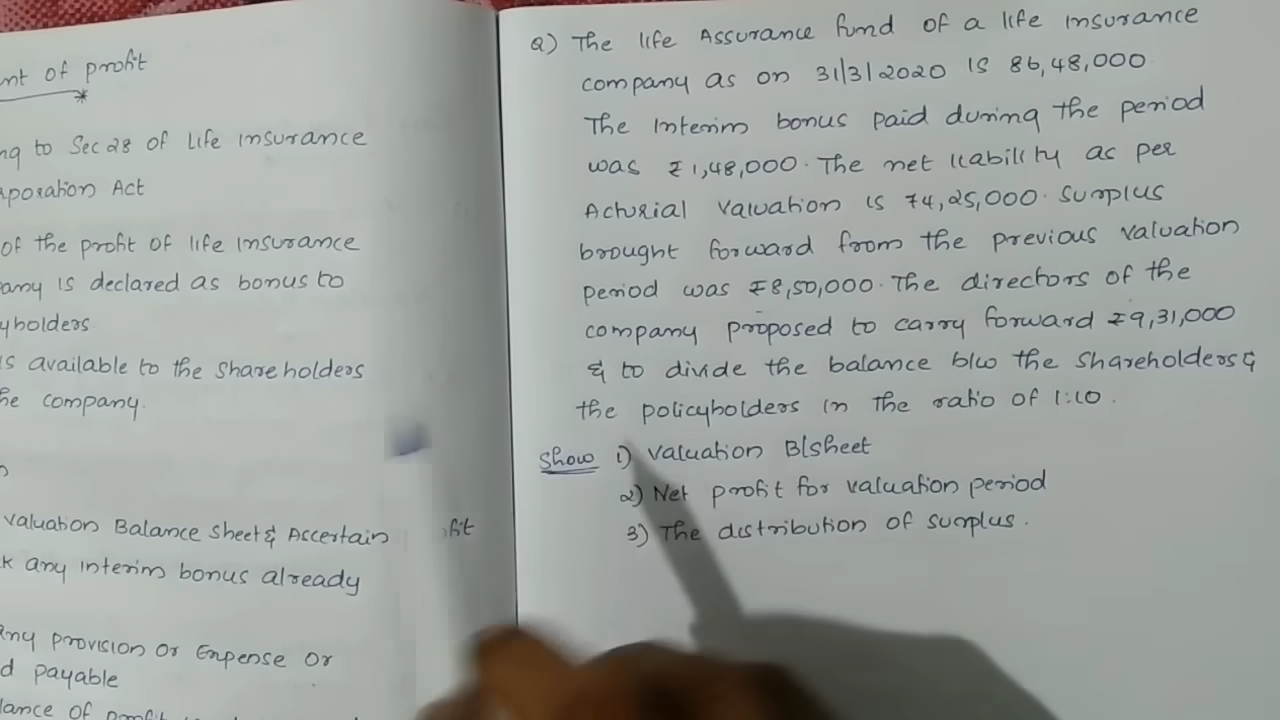 nt of profit
ng to Sec 28 of Life Insurance
poration Act
of the profit of life insurance
any is declared as bonus to
yholders
is available to the Shareholders
he company.
valuation Balance Sheet & Ascertain fit
k any interim bonus already
any provision or Expense or
d payable
lance of profit
Q) The life Assurance fund of a life insurance
company as on 31/3/2020 is 86,48,000
The Interim bonus paid during the period
was ₹1,48,000. The net liability as per
Acturial valuation is 74,25,000. Surplus
brought forward from the previous valuation
period was ₹8,50,000. The directors of the
company proposed to carry forward ₹9,31,000
& to divide the balance b/w the shareholders &
the policyholders in the ratio of 1:10.
Show 1) Valuation B/sheet
2) Net profit for valuation period
3) The distribution of surplus.